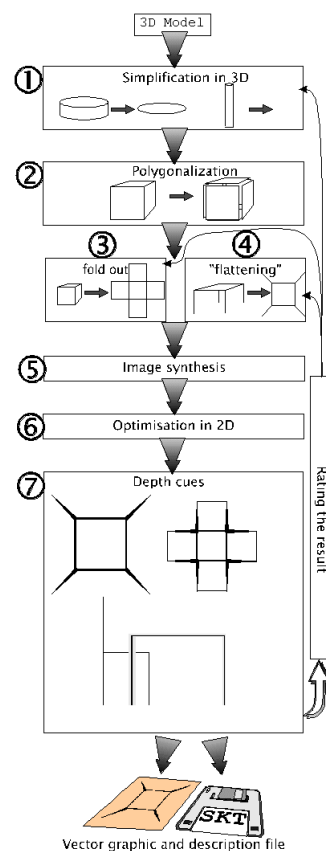 3D Model
① Simplification in 3D
② Polygonalization
③ ④
fold out "flattening"
⑤ Image synthesis
⑥ Optimisation in 2D
⑦ Depth cues
Rating the result
SKT
Vector graphic and description file